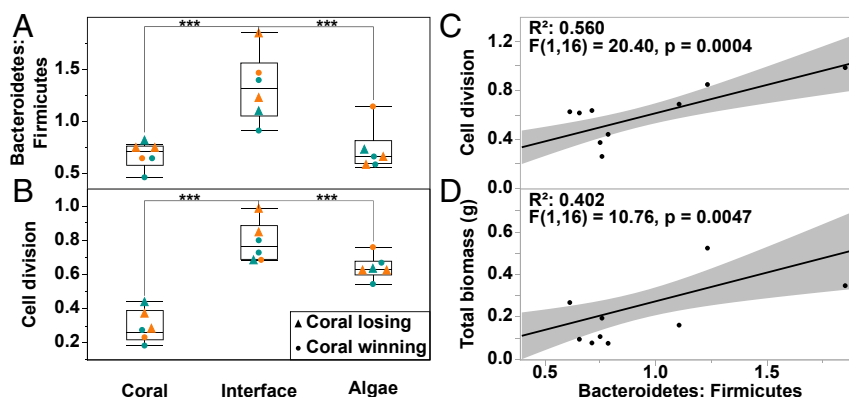 A
***
***
Bacteroidetes:
Firmicutes
1.5
1.0
0.5
B
***
***
Cell division
1.0
0.8
0.6
0.4
0.2
Coral losing
Coral winning
Coral
Interface
Algae
C
R²: 0.560
F(1,16) = 20.40, p = 0.0004
Cell division
1.2
0.8
0.4
0.0
D
R²: 0.402
F(1,16) = 10.76, p = 0.0047
Total biomass (g)
0.6
0.4
0.2
0.0
0.5
1.0
1.5
Bacteroidetes: Firmicutes